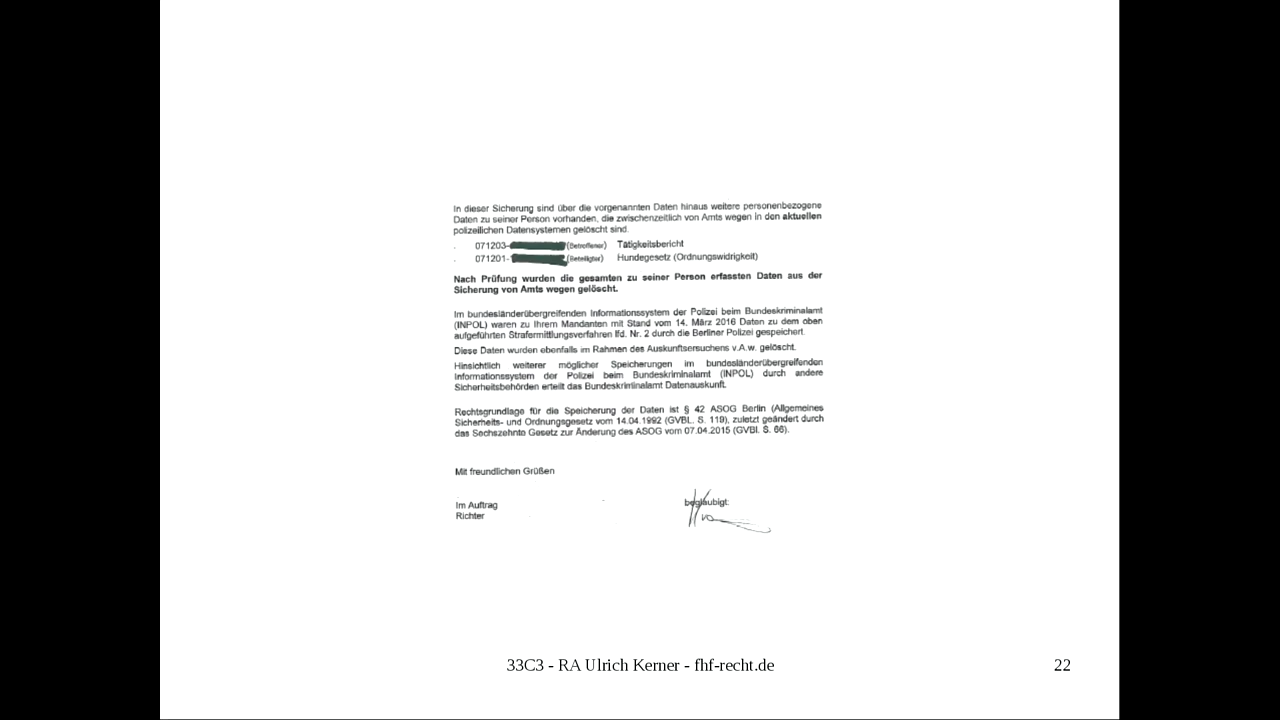 In dieser Sicherung sind über die vorgenannten Daten hinaus weitere personenbezogene
Daten zu seiner Person vorhanden, die zwischenzeitlich von Amts wegen in den aktuellen
polizeilichen Datensystemen gelöscht sind.
071203- (Betroffener) Tätigkeitsbericht
071201- (Beteiligter) Hundegesetz (Ordnungswidrigkeit)
Nach Prüfung wurden die gesamten zu seiner Person erfassten Daten aus der
Sicherung von Amts wegen gelöscht.
Im bundesländerübergreifenden Informationssystem der Polizei beim Bundeskriminalamt
(INPOL) waren zu Ihrem Mandanten mit Stand vom 14. März 2016 Daten zu dem oben
aufgeführten Strafermittlungsverfahren lfd. Nr. 2 durch die Berliner Polizei gespeichert.
Diese Daten wurden ebenfalls im Rahmen des Auskunftsersuchens v.A.w. gelöscht.
Hinsichtlich weiterer möglicher Speicherungen im bundesländerübergreifenden
Informationssystem der Polizei beim Bundeskriminalamt (INPOL) durch andere
Sicherheitsbehörden erteilt das Bundeskriminalamt Datenauskunft.
Rechtsgrundlage für die Speicherung der Daten ist § 42 ASOG Berlin (Allgemeines
Sicherheits- und Ordnungsgesetz vom 14.04.1992 (GVBL. S. 119), zuletzt geändert durch
das Sechszehnte Gesetz zur Änderung des ASOG vom 07.04.2015 (GVBl. S. 66).
Mit freundlichen Grüßen
Im Auftrag
Richter
beglaubigt:
33C3 - RA Ulrich Kerner - fhf-recht.de
22